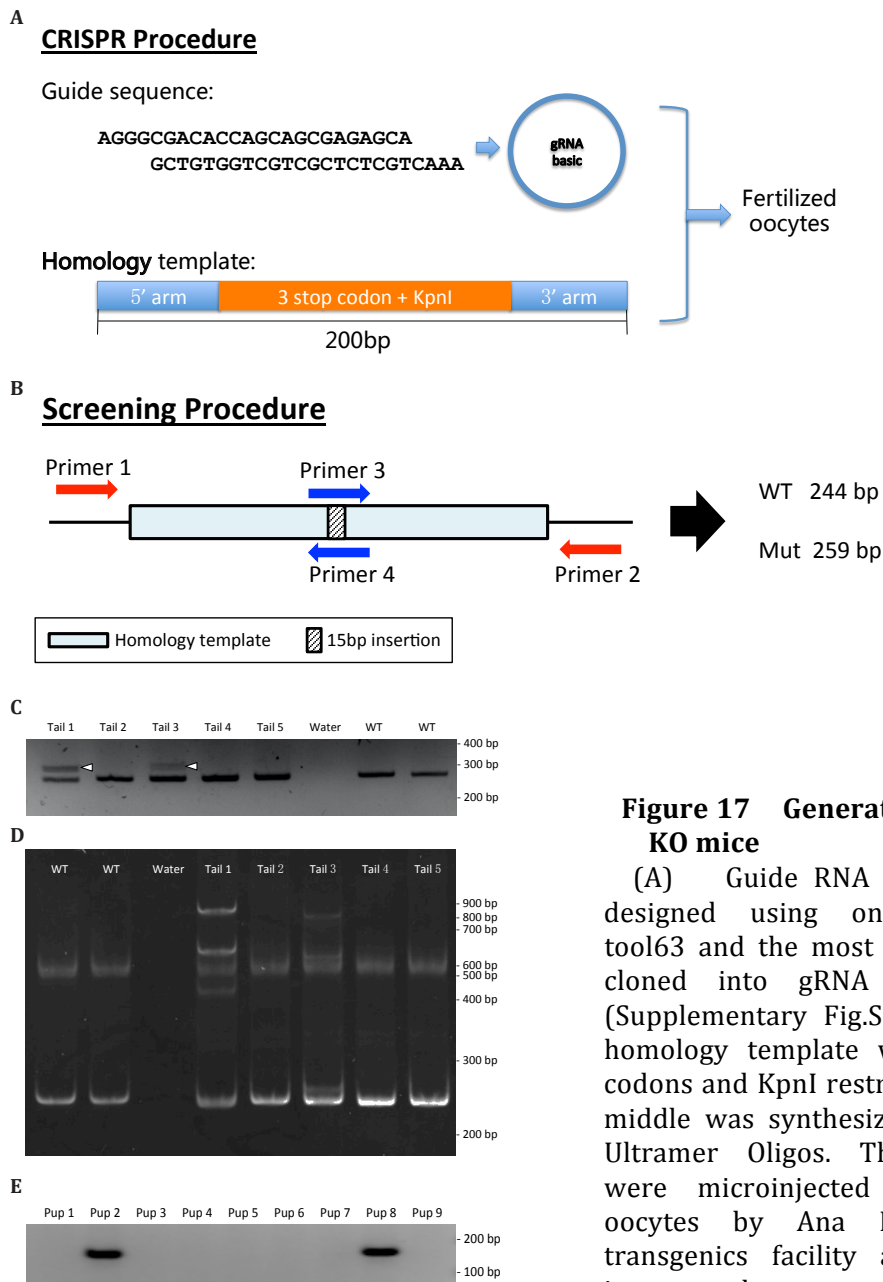 A
CRISPR Procedure
Guide sequence:
AGGGCGACACCAGCAGCGAGAGCA
GCTGTGGTCGTCGCTCTCGTCAAA
gRNA
basic
Fertilized
oocytes
Homology template:
5′ arm
3 stop codon + KpnI
3′ arm
200bp
B
Screening Procedure
Primer 1
Primer 3
Primer 4
Primer 2
WT 244 bp
Mut 259 bp
Homology template
15bp insertion
C
Tail 1 Tail 2 Tail 3 Tail 4 Tail 5 Water WT WT
- 400 bp
- 300 bp
- 200 bp
D
WT WT Water Tail 1 Tail 2 Tail 3 Tail 4 Tail 5
- 900 bp
- 800 bp
- 700 bp
- 600 bp
- 500 bp
- 400 bp
- 300 bp
- 200 bp
E
Pup 1 Pup 2 Pup 3 Pup 4 Pup 5 Pup 6 Pup 7 Pup 8 Pup 9
- 200 bp
- 100 bp
Figure 17 Generat
KO mice
(A) Guide RNA
designed using on
tool63 and the most
cloned into gRNA
(Supplementary Fig.S
homology template w
codons and KpnI restr
middle was synthesiz
Ultramer Oligos. Th
were microinjected
oocytes by Ana
transgenics facility a